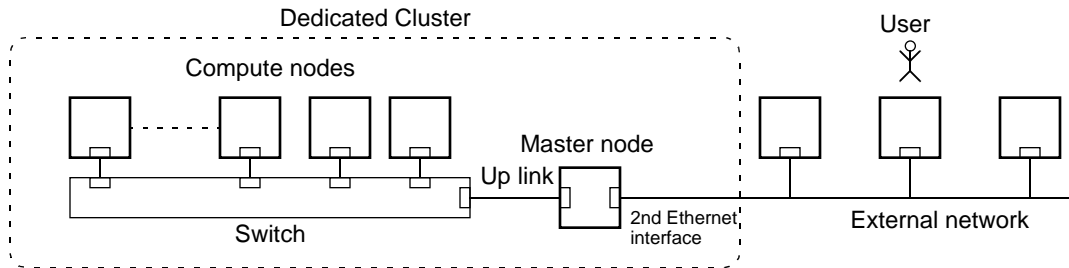 Dedicated Cluster
User
Compute nodes
Master node
Up link
2nd Ethernet
interface
External network
Switch